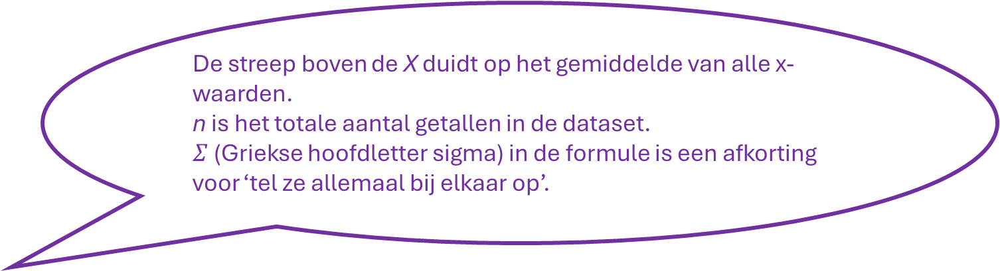 De streep boven de X duidt op het gemiddelde van alle x-
waarden.
n is het totale aantal getallen in de dataset.
Σ (Griekse hoofdletter sigma) in de formule is een afkorting
voor ‘tel ze allemaal bij elkaar op’.